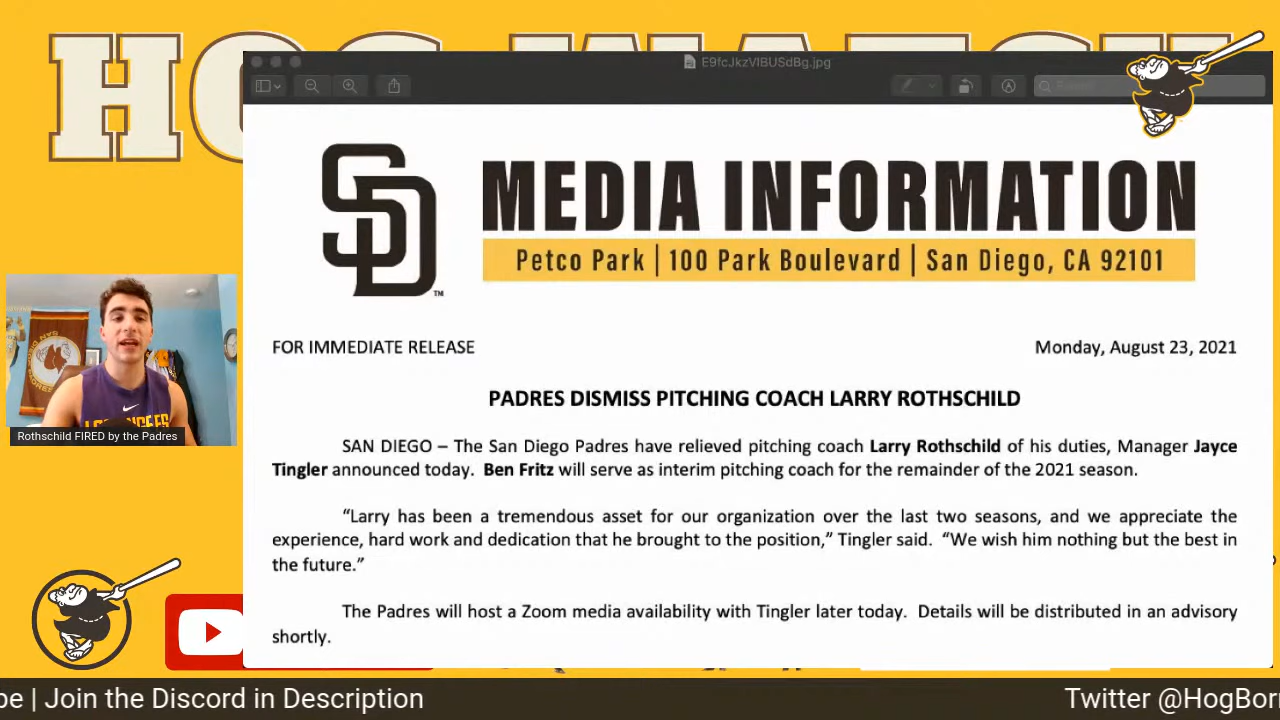 E9fcJkzVIBUSdBg.jpg
SD
TM
MEDIA INFORMATION
Petco Park | 100 Park Boulevard | San Diego, CA 92101
FOR IMMEDIATE RELEASE
Monday, August 23, 2021
PADRES DISMISS PITCHING COACH LARRY ROTHSCHILD
SAN DIEGO – The San Diego Padres have relieved pitching coach Larry Rothschild of his duties, Manager Jayce
Tingler announced today. Ben Fritz will serve as interim pitching coach for the remainder of the 2021 season.
“Larry has been a tremendous asset for our organization over the last two seasons, and we appreciate the
experience, hard work and dedication that he brought to the position,” Tingler said. “We wish him nothing but the best in
the future.”
The Padres will host a Zoom media availability with Tingler later today. Details will be distributed in an advisory
shortly.
Rothschild FIRED by the Padres
be | Join the Discord in Description
Twitter @HogBor